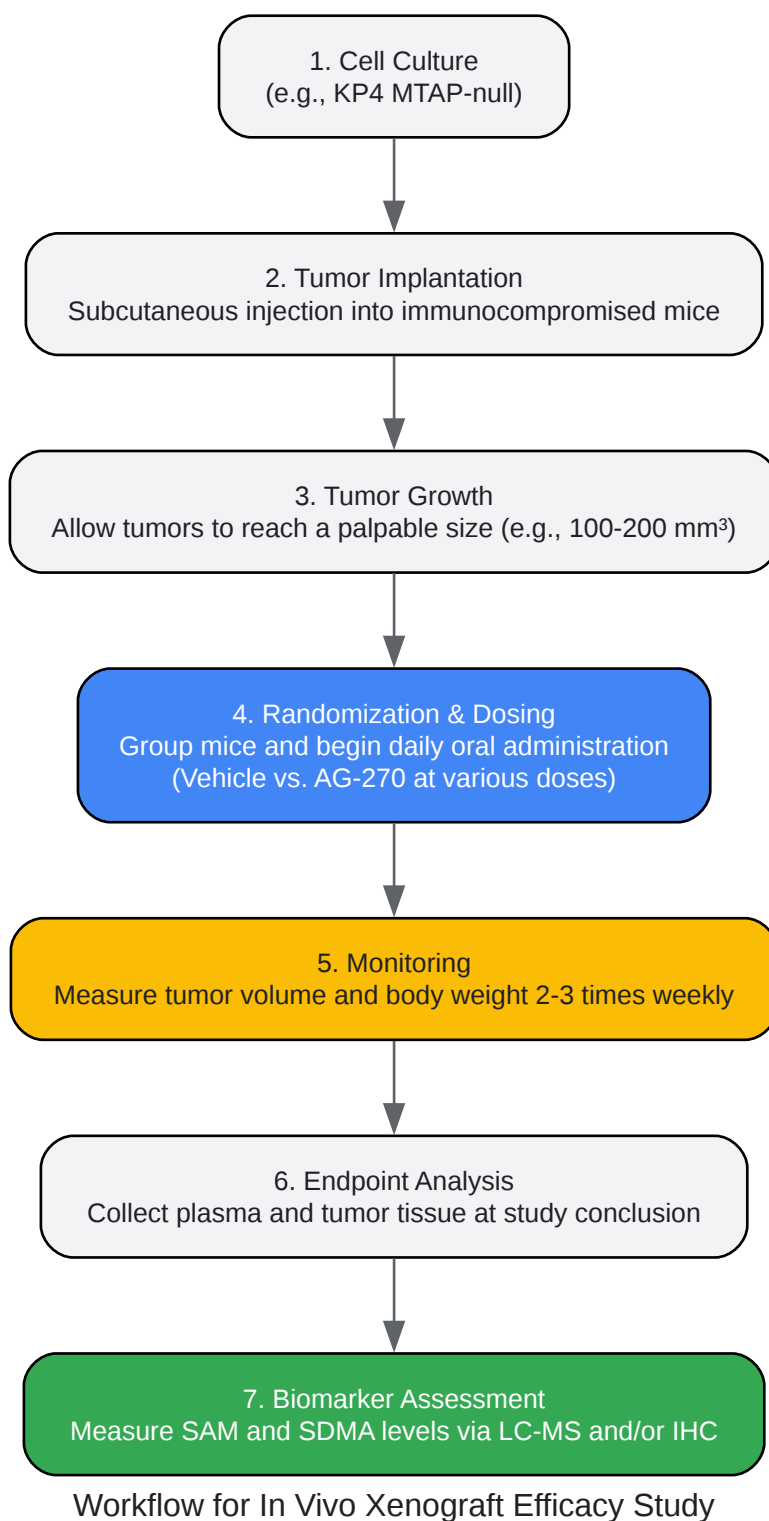 1. Cell Culture
(e.g., KP4 MTAP-null)
2. Tumor Implantation
Subcutaneous injection into immunocompromised mice
3. Tumor Growth
Allow tumors to reach a palpable size (e.g., 100-200 mm³)
4. Randomization & Dosing
Group mice and begin daily oral administration
(Vehicle vs. AG-270 at various doses)
5. Monitoring
Measure tumor volume and body weight 2-3 times weekly
6. Endpoint Analysis
Collect plasma and tumor tissue at study conclusion
7. Biomarker Assessment
Measure SAM and SDMA levels via LC-MS and/or IHC
Workflow for In Vivo Xenograft Efficacy Study